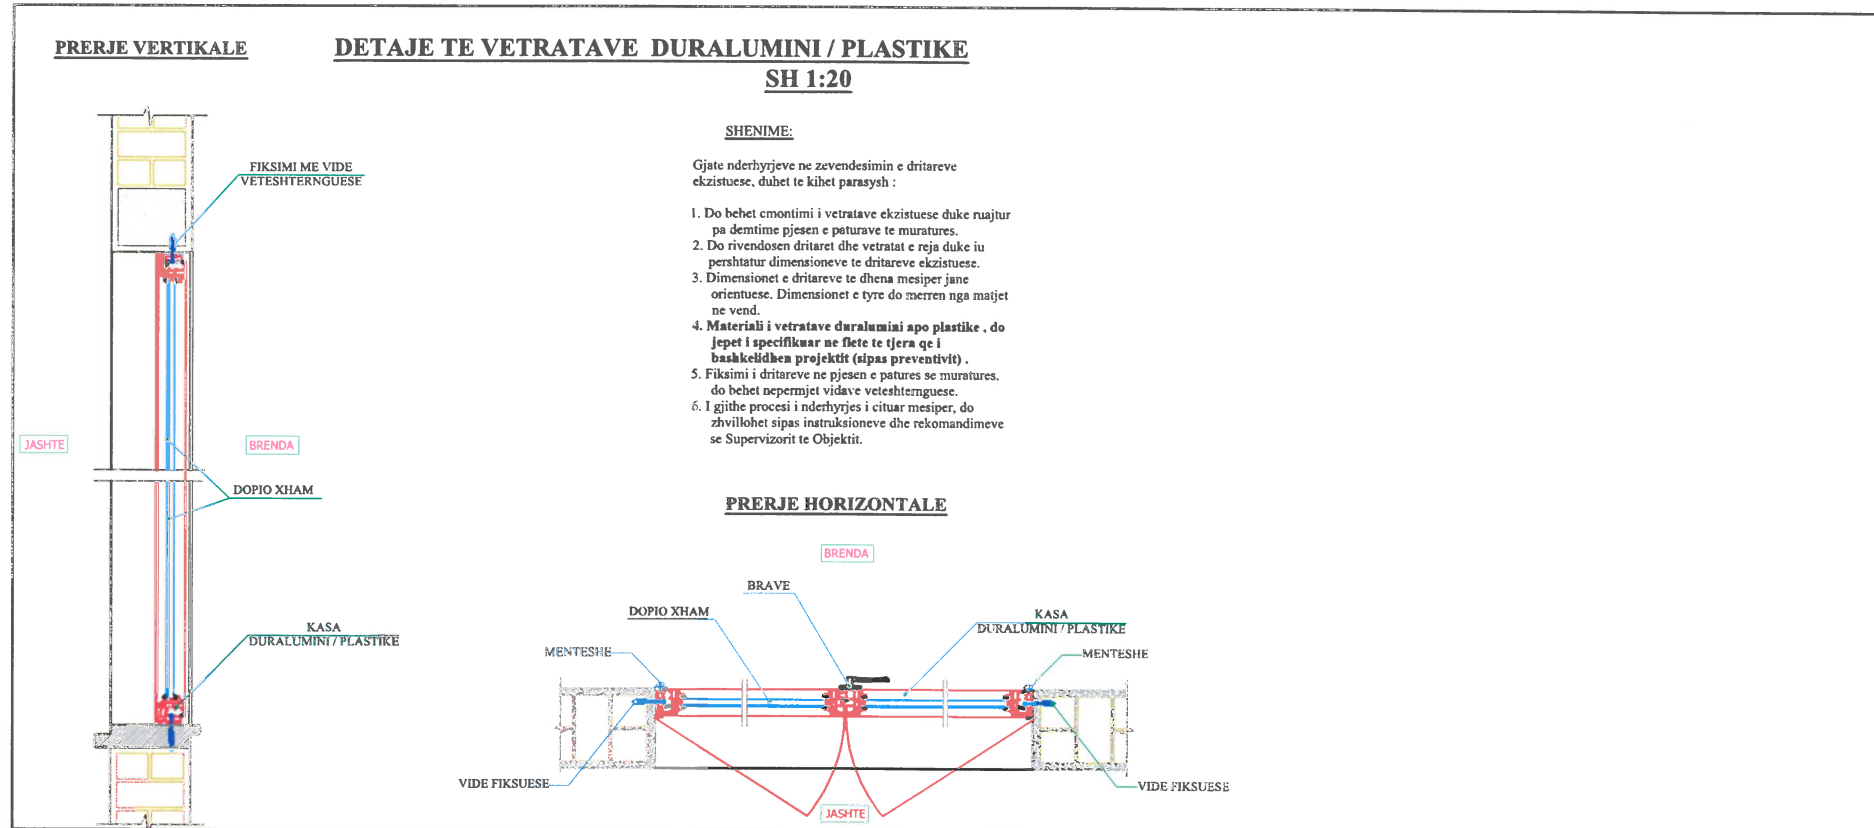 PRERJE VERTIKALE
DETAJE TE VETRATAVE DURALUMINI / PLASTIKE
SH 1:20
SHENIME:
Gjate nderhyrjeve ne zevendesimin e dritareve
ekzistuese, duhet te kihet parasysh :
1. Do behet cmontimi i vetratave ekzistuese duke ruajtur
pa demtime pjesen e paturave te muratures.
2. Do rivendosen dritaret dhe vetratat e reja duke iu
pershtatur dimensioneve te dritareve ekzistuese.
3. Dimensionet e dritareve te dhena mesiper jane
orientuese. Dimensionet e tyre do merren nga matjet
ne vend.
4. Materiali i vetratave duralumini apo plastike , do
jepet i specifikuar ne flete te tjera qe i
bashkelidhen projektit (sipas preventivit) .
5. Fiksimi i dritareve ne pjesen e patures se muratures,
do behet nepermjet vidave veteshternguese.
6. I gjithe procesi i nderhyrjes i cituar mesiper, do
zhvillohet sipas instruksioneve dhe rekomandimeve
se Supervizorit te Objektit.
FIKSIMI ME VIDE
VETESHTERNGUESE
JASHTE
BRENDA
DOPIO XHAM
KASA
DURALUMINI / PLASTIKE
PRERJE HORIZONTALE
BRENDA
BRAVE
DOPIO XHAM
KASA
DURALUMINI / PLASTIKE
MENTESHE
MENTESHE
VIDE FIKSUESE
VIDE FIKSUESE
JASHTE